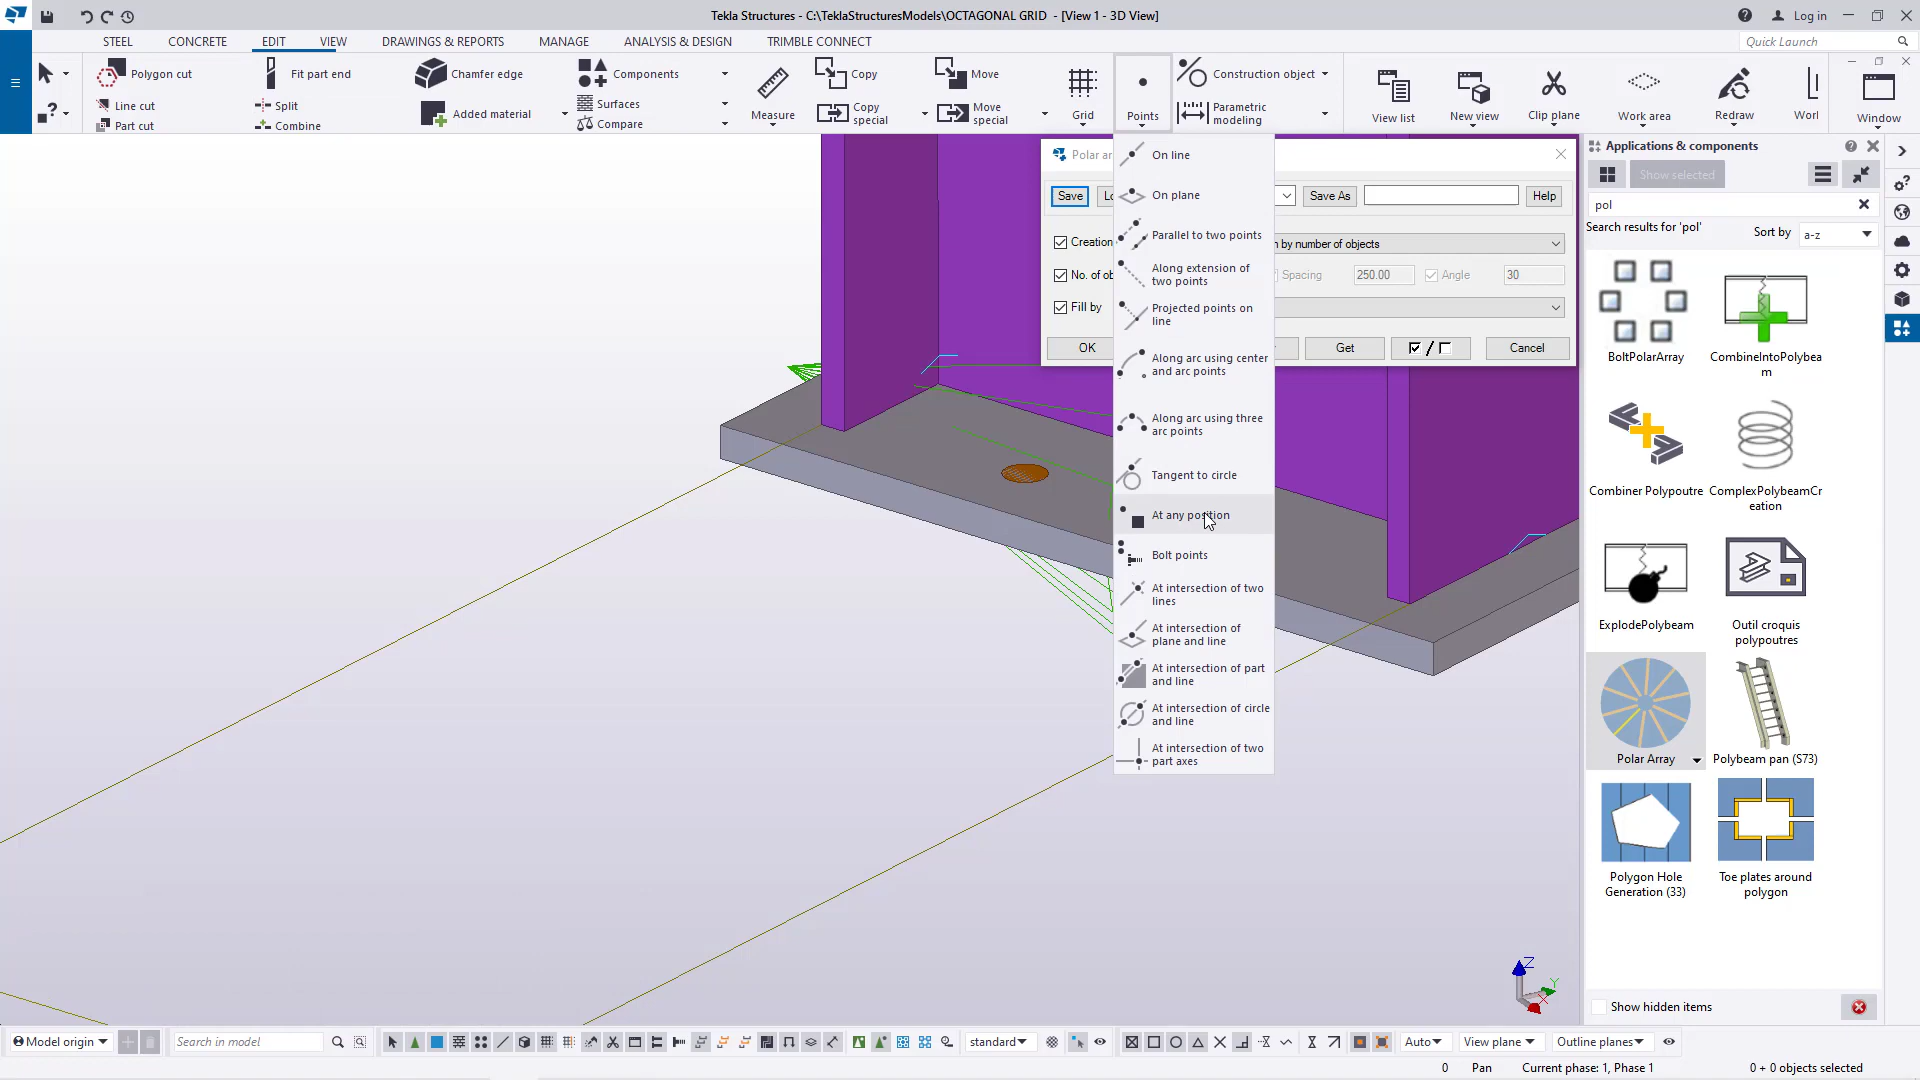 Tekla Structures - C:\TeklaStructuresModels\OCTAGONAL GRID - [View 1 - 3D View]
Log in
STEEL CONCRETE EDIT VIEW DRAWINGS & REPORTS MANAGE ANALYSIS & DESIGN TRIMBLE CONNECT
Quick Launch
Polygon cut
Line cut
Part cut
Fit part end
Split
Combine
Chamfer edge
Added material
Components
Surfaces
Compare
Measure
Copy
Copy special
Move
Move special
Grid
Points
Construction object
Parametric modeling
View list
New view
Clip plane
Work area
Redraw
Worl
Window
Polar ar
Save
Lo
Save As
Help
Creation
n by number of objects
No. of ob
Spacing
250.00
Angle
30
Fill by
OK
Get
Cancel
On line
On plane
Parallel to two points
Along extension of
two points
Projected points on
line
Along arc using center
and arc points
Along arc using three
arc points
Tangent to circle
At any position
Bolt points
At intersection of two
lines
At intersection of
plane and line
At intersection of part
and line
At intersection of circle
and line
At intersection of two
part axes
Applications & components
Show selected
pol
Search results for 'pol'
Sort by
a-z
BoltPolarArray
CombineIntoPolybea
m
Combiner Polypoutre
ComplexPolybeamCr
eation
ExplodePolybeam
Outil croquis
polypoutres
Polar Array
Polybeam pan (S73)
Polygon Hole
Generation (33)
Toe plates around
polygon
Show hidden items
Z
Y
X
Model origin
Search in model
standard
Auto
View plane
Outline planes
0
Pan
Current phase: 1, Phase 1
0 + 0 objects selected